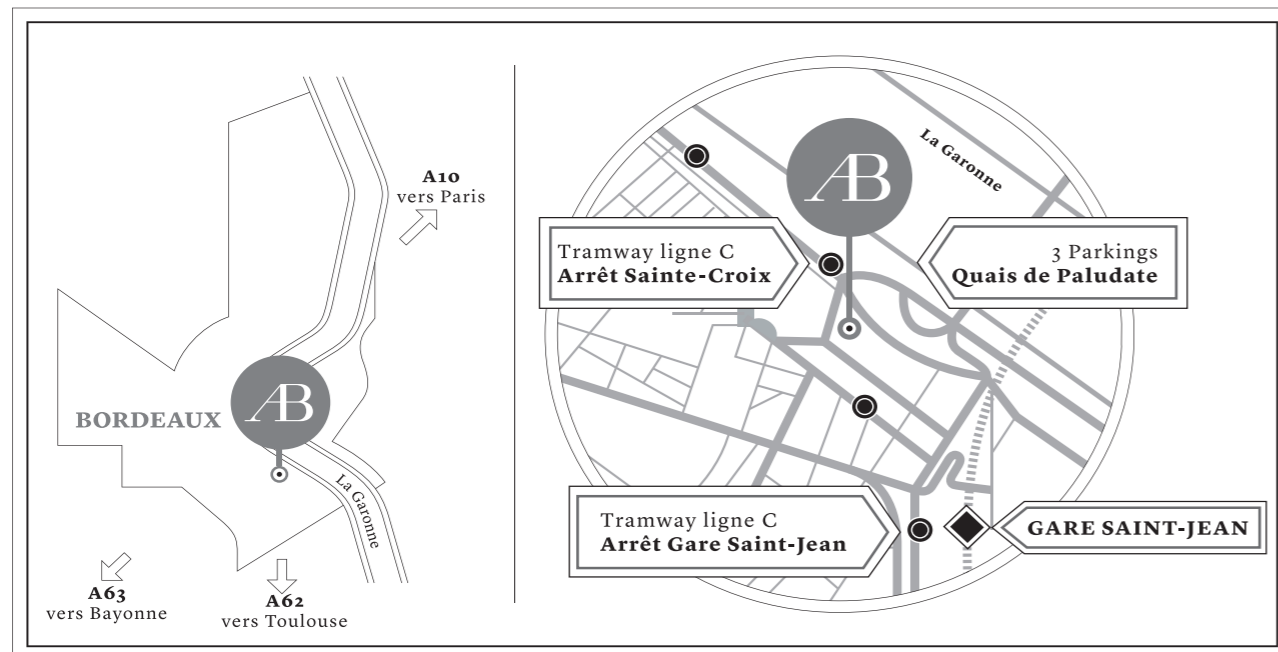 A10
vers Paris
AB
BORDEAUX
La Garonne
A63
vers Bayonne
A62
vers Toulouse
La Garonne
AB
Tramway ligne C
Arrêt Sainte-Croix
3 Parkings
Quais de Paludate
Tramway ligne C
Arrêt Gare Saint-Jean
GARE SAINT-JEAN